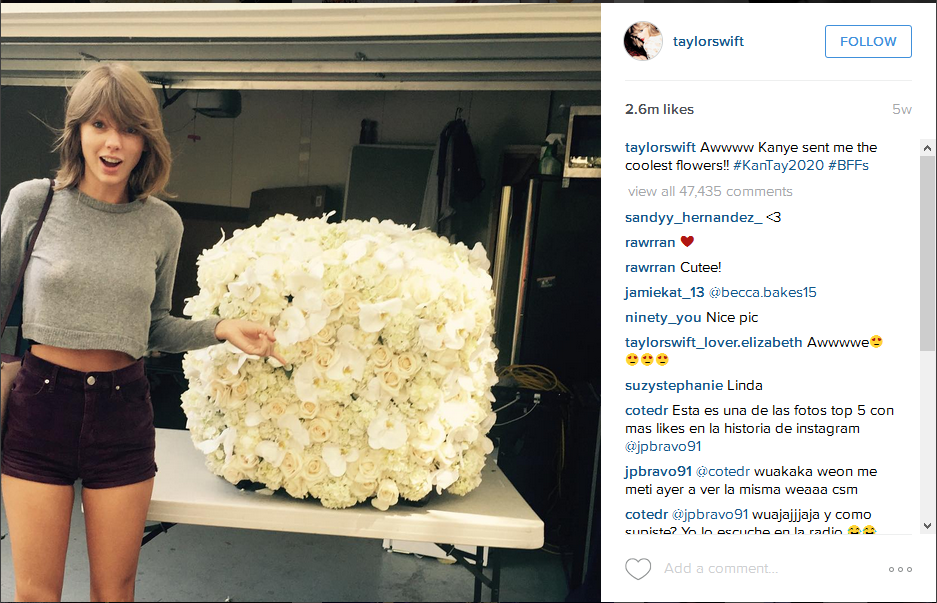 taylorswift
FOLLOW
2.6m likes
5w
taylorswift Awwwww Kanye sent me the
coolest flowers!! #KanTay2020 #BFFs
view all 47,435 comments
sandyy_hernandez_ <3
rawrran ❤
rawrran Cutee!
jamiekat_13 @becca.bakes15
ninety_you Nice pic
taylorswift_lover.elizabeth Awwwwe😍
😍😍😍
suzystephanie Linda
cotedr Esta es una de las fotos top 5 con
mas likes en la historia de instagram
@jpbravo91
jpbravo91 @cotedr wuakaka weon me
meti ayer a ver la misma weaaa csm
cotedr @jpbravo91 wuajajjjaja y como
supiste? Yo lo escuche en la radio 😂😂
Add a comment...